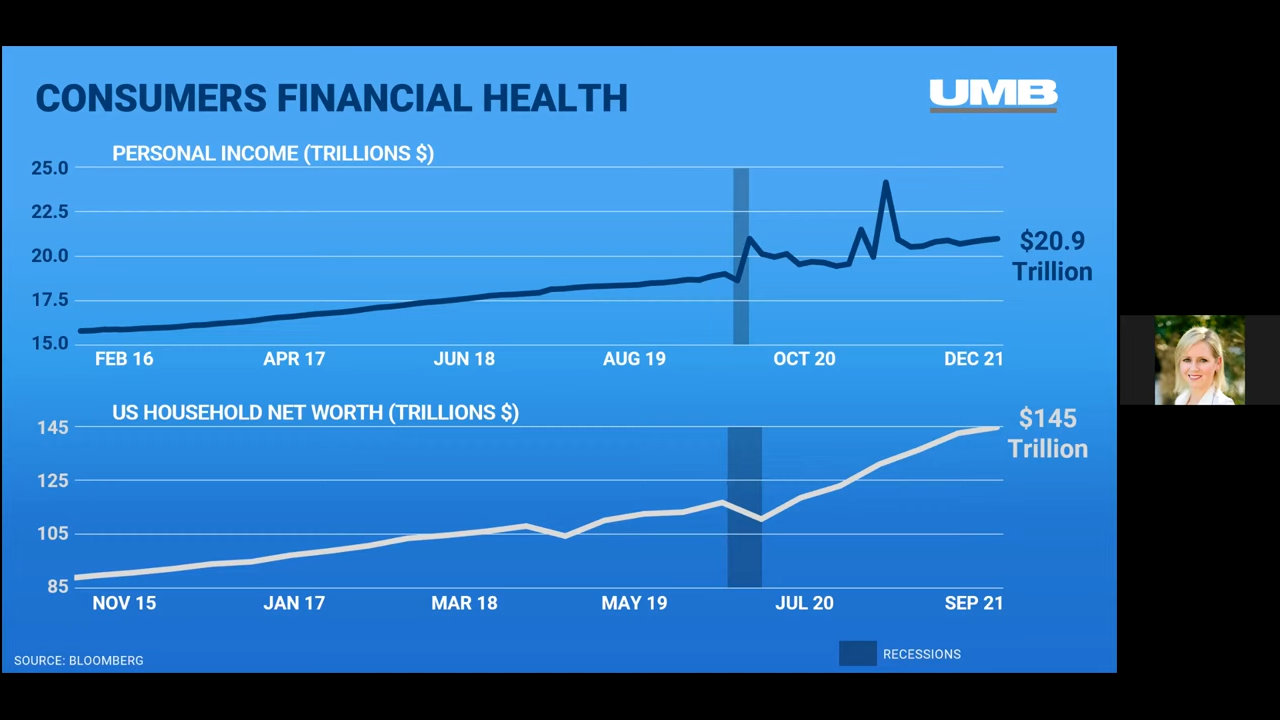 CONSUMERS FINANCIAL HEALTH
UMB
PERSONAL INCOME (TRILLIONS $)
25.0
22.5
20.0
17.5
15.0
$20.9
Trillion
FEB 16 APR 17 JUN 18 AUG 19 OCT 20 DEC 21
US HOUSEHOLD NET WORTH (TRILLIONS $)
145
125
105
85
$145
Trillion
NOV 15 JAN 17 MAR 18 MAY 19 JUL 20 SEP 21
SOURCE: BLOOMBERG
RECESSIONS